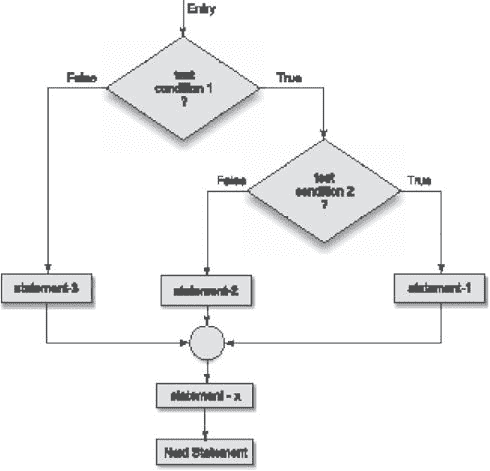 Entry
test
condition 1
?
False
True
test
condition 2
?
False
True
statement-3
statement-2
statement-1
statement - x
Next Statement